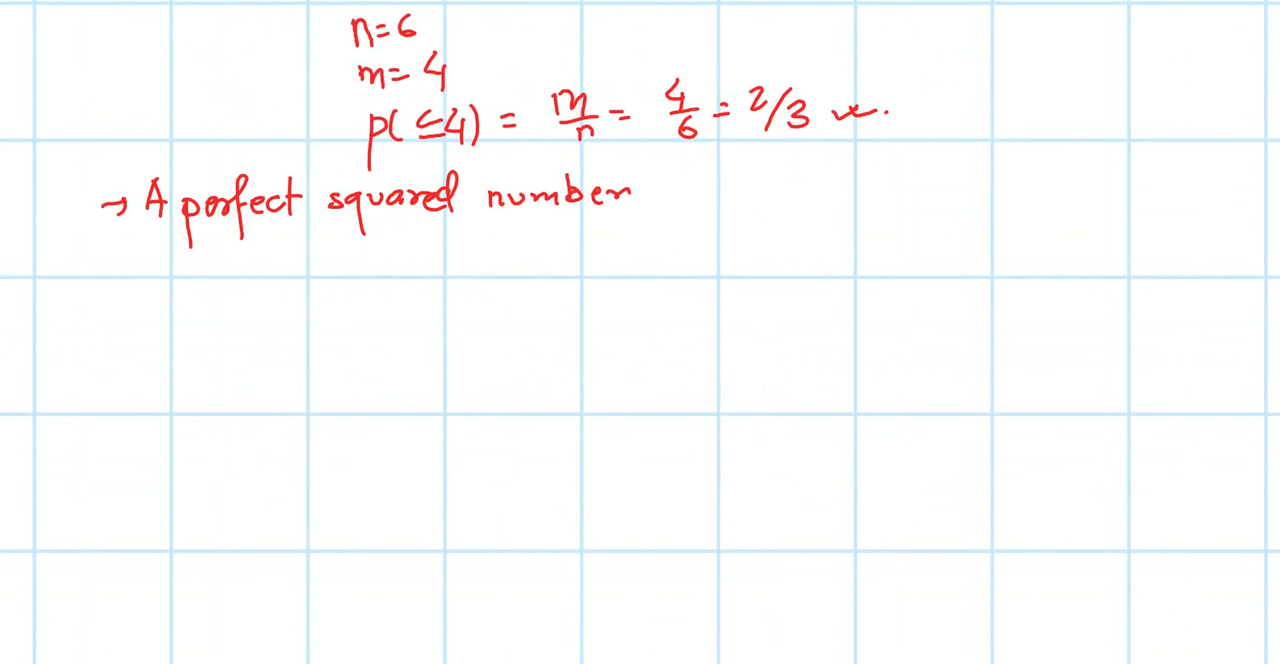 n=6
m=4
p(≤4) = m/n = 4/6 = 2/3
→ A perfect squared number